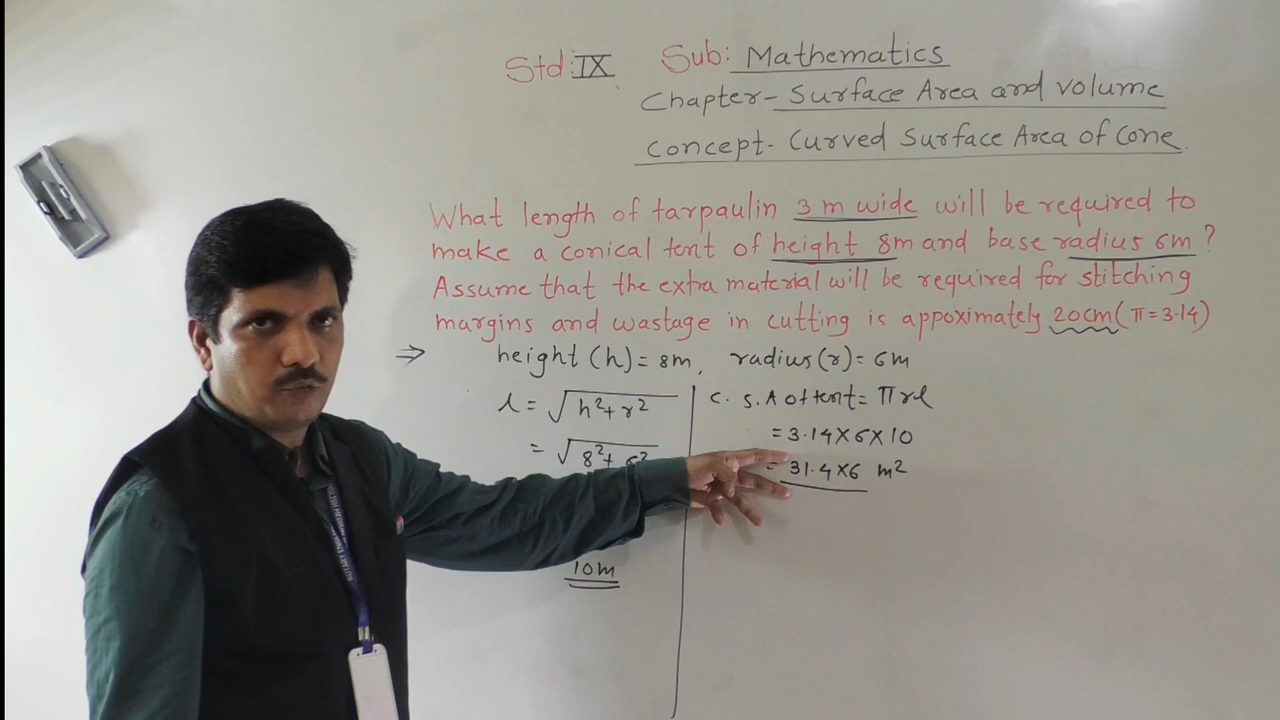 Std: IX Sub: Mathematics
Chapter- Surface Area and volume
Concept- Curved Surface Area of Cone.
What length of tarpaulin 3 m wide will be required to
make a conical tent of height 8m and base radius 6m?
Assume that the extra material will be required for stitching
margins and wastage in cutting is appoximately 20cm (π=3.14)
⇒ height (h) = 8m, radius (r) = 6m
l = √h²+r²
= √8²+6²
10m
C. S. A of tent = πrl
= 3.14×6×10
= 31.4×6 m²